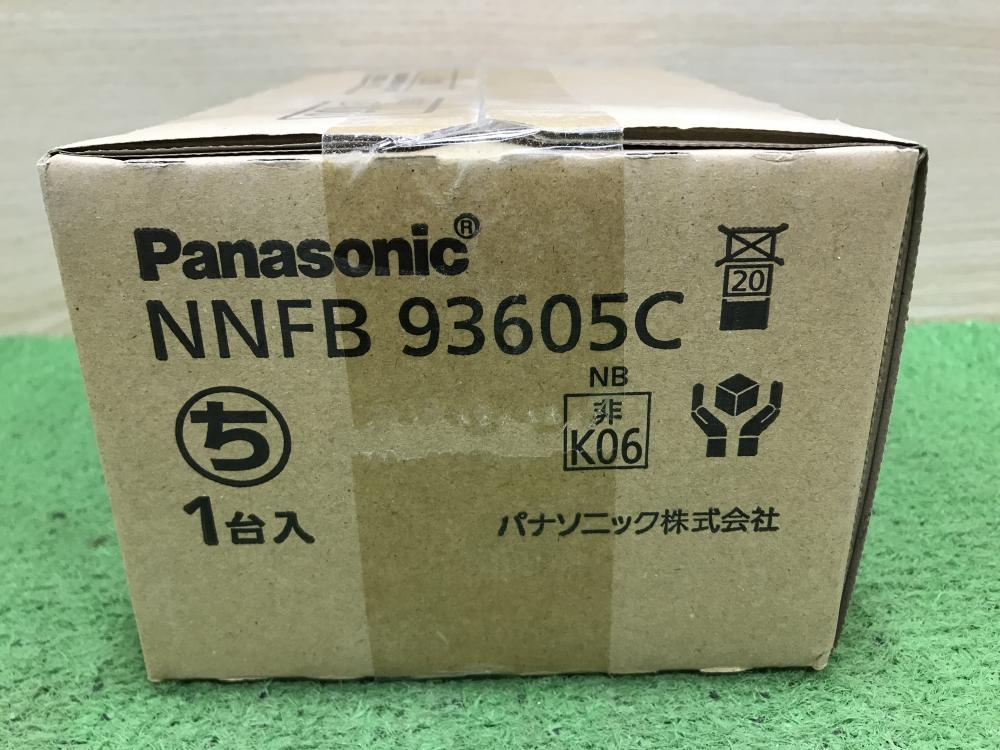 Panasonic®
NNFB 93605C
20
ち
NB
非
K06
1台入
パナソニック株式会社